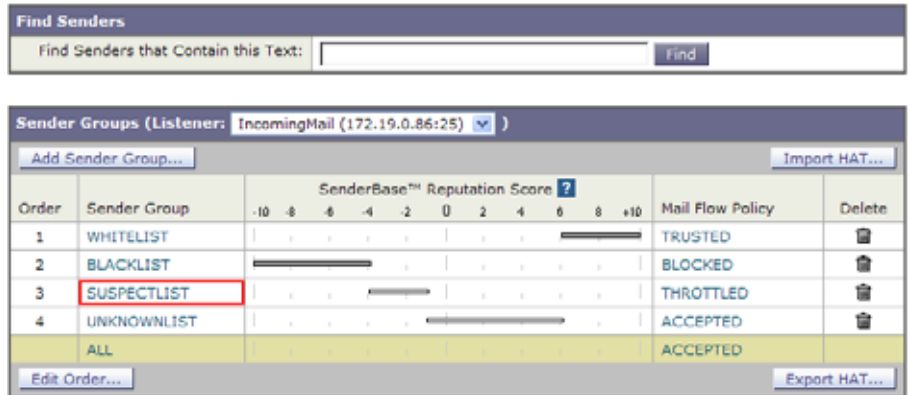 Find Senders
Find Senders that Contain this Text: Find
Sender Groups (Listener: IncomingMail (172.19.0.86:25) )
Add Sender Group... Import HAT...
SenderBase™ Reputation Score ?
Order Sender Group -10 -8 -6 -4 -2 0 2 4 6 8 +10 Mail Flow Policy Delete
1 WHITELIST TRUSTED
2 BLACKLIST BLOCKED
3 SUSPECTLIST THROTTLED
4 UNKNOWNLIST ACCEPTED
ALL ACCEPTED
Edit Order... Export HAT...